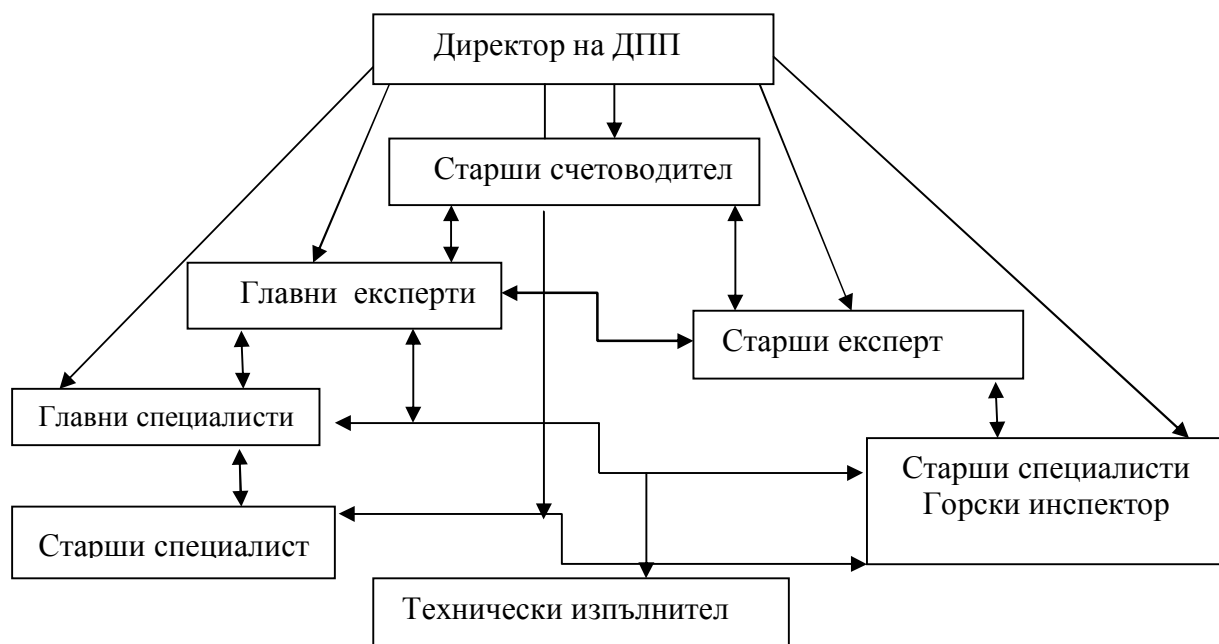 Директор на ДПП
Старши счетоводител
Главни експерти
Старши експерт
Главни специалисти
Старши специалисти
Горски инспектор
Старши специалист
Технически изпълнител